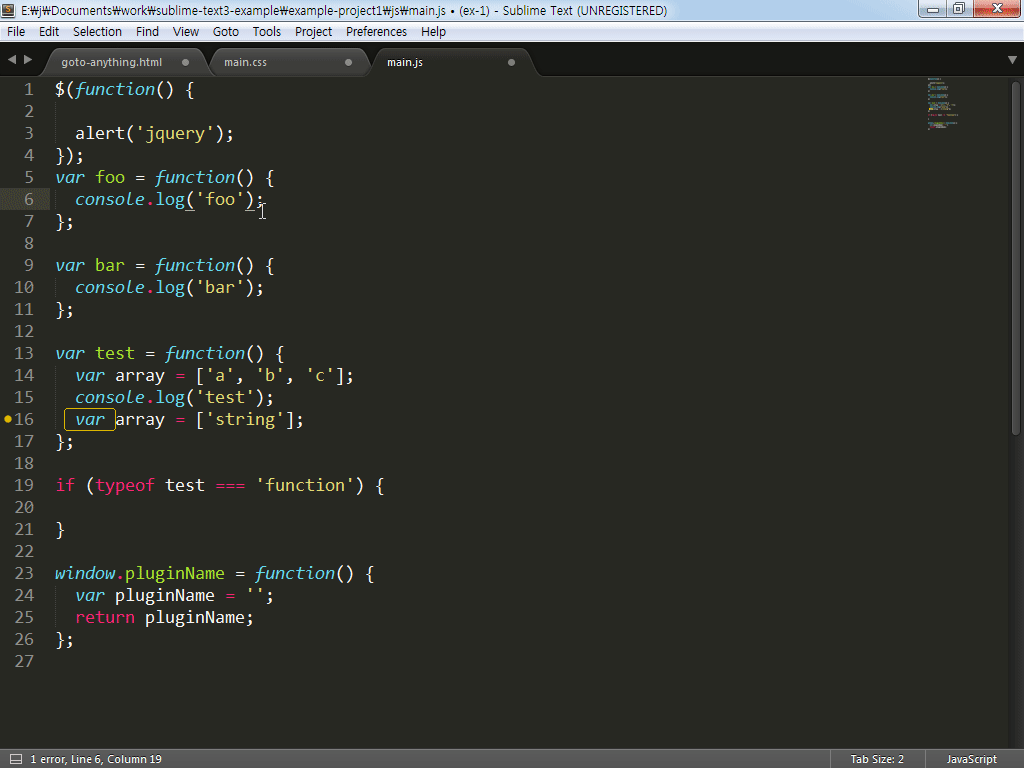 E:₩j₩Documents₩work₩sublime-text3-example₩example-project1₩js₩main.js • (ex-1) - Sublime Text (UNREGISTERED)
File Edit Selection Find View Goto Tools Project Preferences Help
goto-anything.html main.css main.js
1 $(function() {
2
3   alert('jquery');
4 });
5 var foo = function() {
6   console.log('foo');
7 };
8
9 var bar = function() {
10   console.log('bar');
11 };
12
13 var test = function() {
14   var array = ['a', 'b', 'c'];
15   console.log('test');
16   var array = ['string'];
17 };
18
19 if (typeof test === 'function') {
20
21 }
22
23 window.pluginName = function() {
24   var pluginName = '';
25   return pluginName;
26 };
27
1 error, Line 6, Column 19 Tab Size: 2 JavaScript